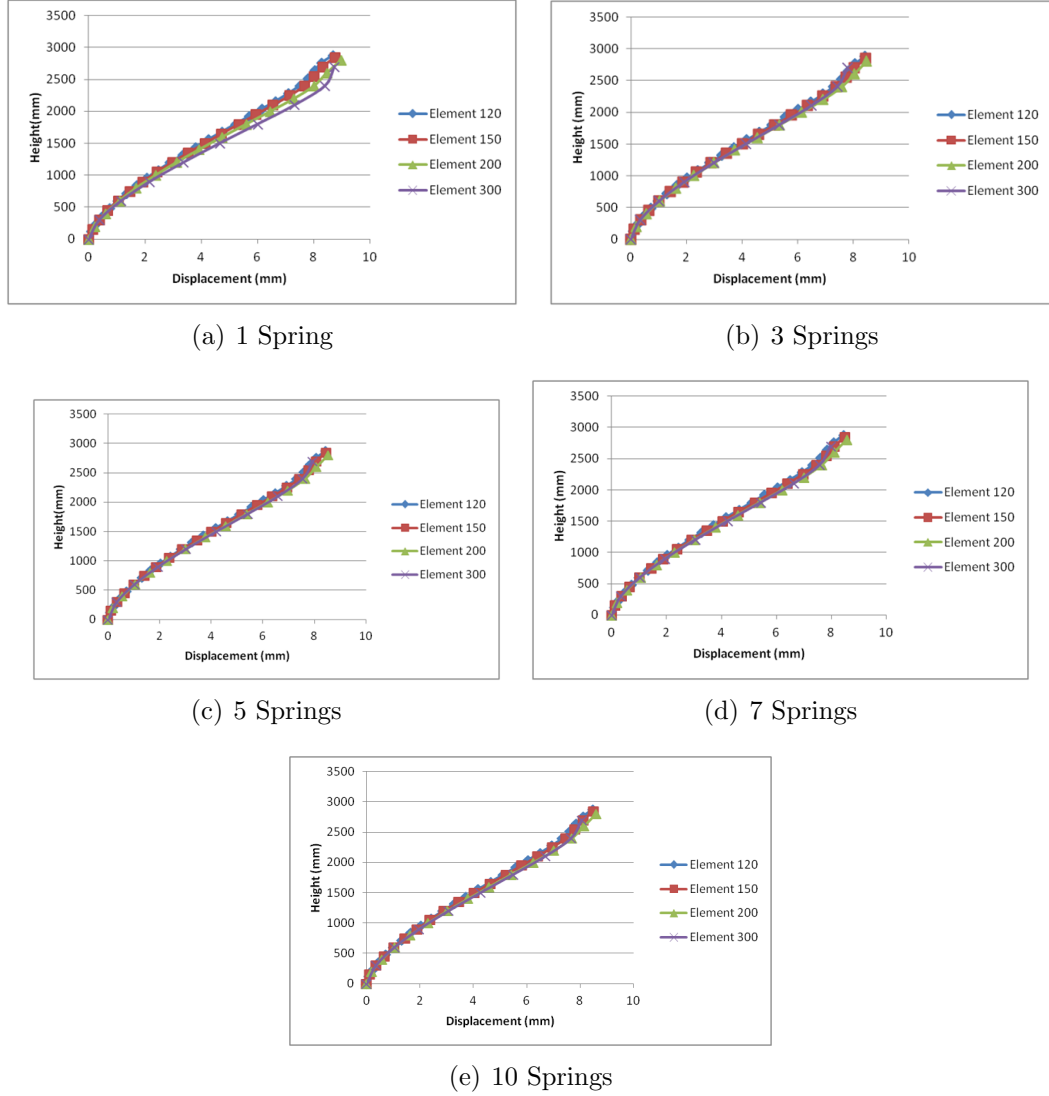 3500
3000
2500
2000
1500
1000
500
0
Height(mm)
0 2 4 6 8 10
Displacement (mm)
Element 120
Element 150
Element 200
Element 300
(a) 1 Spring
3500
3000
2500
2000
1500
1000
500
0
Height (mm)
0 2 4 6 8 10
Displacement (mm)
Element 120
Element 150
Element 200
Element 300
(b) 3 Springs
3500
3000
2500
2000
1500
1000
500
0
Height(mm)
0 2 4 6 8 10
Displacement (mm)
Element 120
Element 150
Element 200
Element 300
(c) 5 Springs
3500
3000
2500
2000
1500
1000
500
0
Height (mm)
0 2 4 6 8 10
Displacement (mm)
Element 120
Element 150
Element 200
Element 300
(d) 7 Springs
3500
3000
2500
2000
1500
1000
500
0
Height (mm)
0 2 4 6 8 10
Displacement (mm)
Element 120
Element 150
Element 200
Element 300
(e) 10 Springs